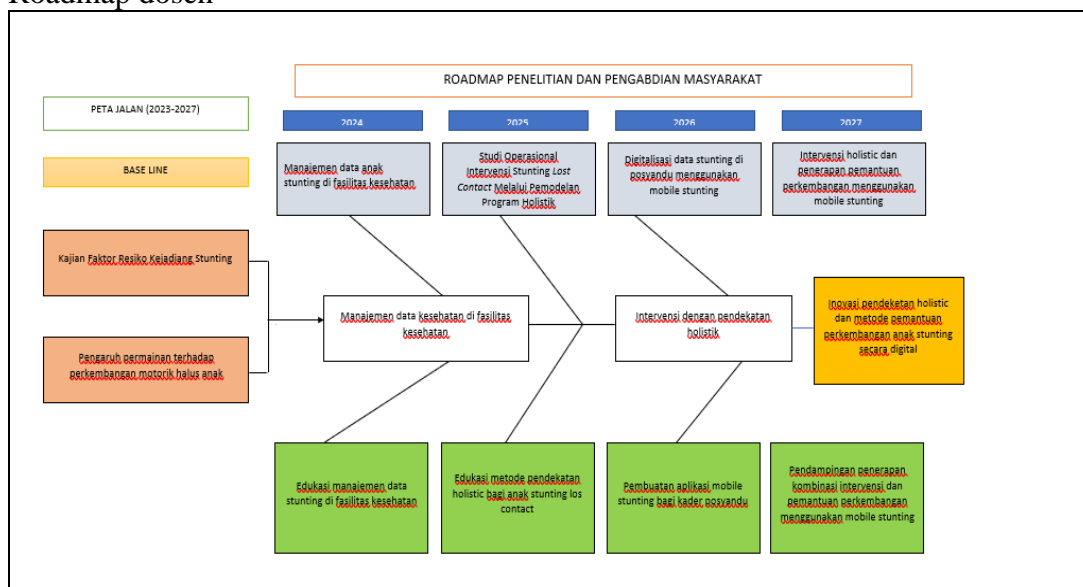 Roadmap dosen
ROADMAP PENELITIAN DAN PENGABDIAN MASYARAKAT
PETA JALAN (2023-2027)
2024
2025
2026
2027
BASE LINE
Manajemen data anak
stunting di fasilitas kesehatan
Studi Operasional
Intervensi Stunting Lost
Contact Melalui Pemodelan
Program Holistik
Digitalisasi data stunting di
posyandu menggunakan
mobile stunting
Intervensi holistic dan
penerapan pemantuan
perkembangan menggunakan
mobile stunting
Kajian Faktor Resiko Kejadiang Stunting
Pengaruh permainan terhadap
perkembangan motorik halus anak
Manajemen data kesehatan di fasilitas
kesehatan
Intervensi dengan pendekatan
holistik
Inovasi pendeketan holistic
dan metode pemantuan
perkembangan anak stunting
secara digital
Edukasi manajemen data
stunting di fasilitas kesehatan
Edukasi metode pendekatan
holistic bagi anak stunting los
contact
Pembuatan aplikasi mobile
stunting bagi kader posyandu
Pendampingan penerapan
kombinasi intervensi dan
pemantuan perkembangan
menggunakan mobile stunting